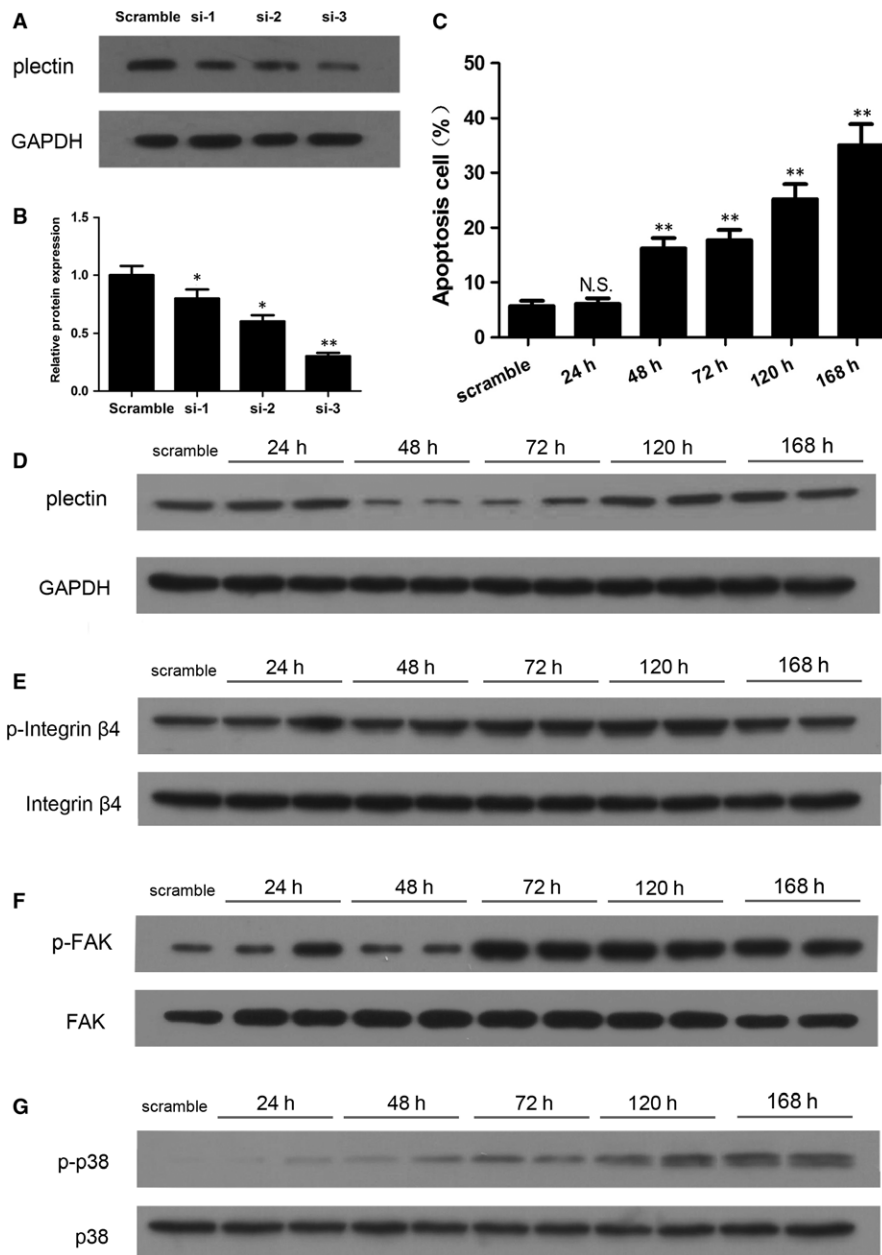 A
Scramble si-1 si-2 si-3
plectin
GAPDH
B
Relative protein expression
1.5
1.0
0.5
0.0
*
*
**
Scramble si-1 si-2 si-3
C
Apoptosis cell (%)
50
40
30
20
10
0
N.S.
**
**
**
**
scramble 24 h 48 h 72 h 120 h 168 h
D
scramble 24 h 48 h 72 h 120 h 168 h
plectin
GAPDH
E
scramble 24 h 48 h 72 h 120 h 168 h
p-Integrin β4
Integrin β4
F
scramble 24 h 48 h 72 h 120 h 168 h
p-FAK
FAK
G
scramble 24 h 48 h 72 h 120 h 168 h
p-p38
p38